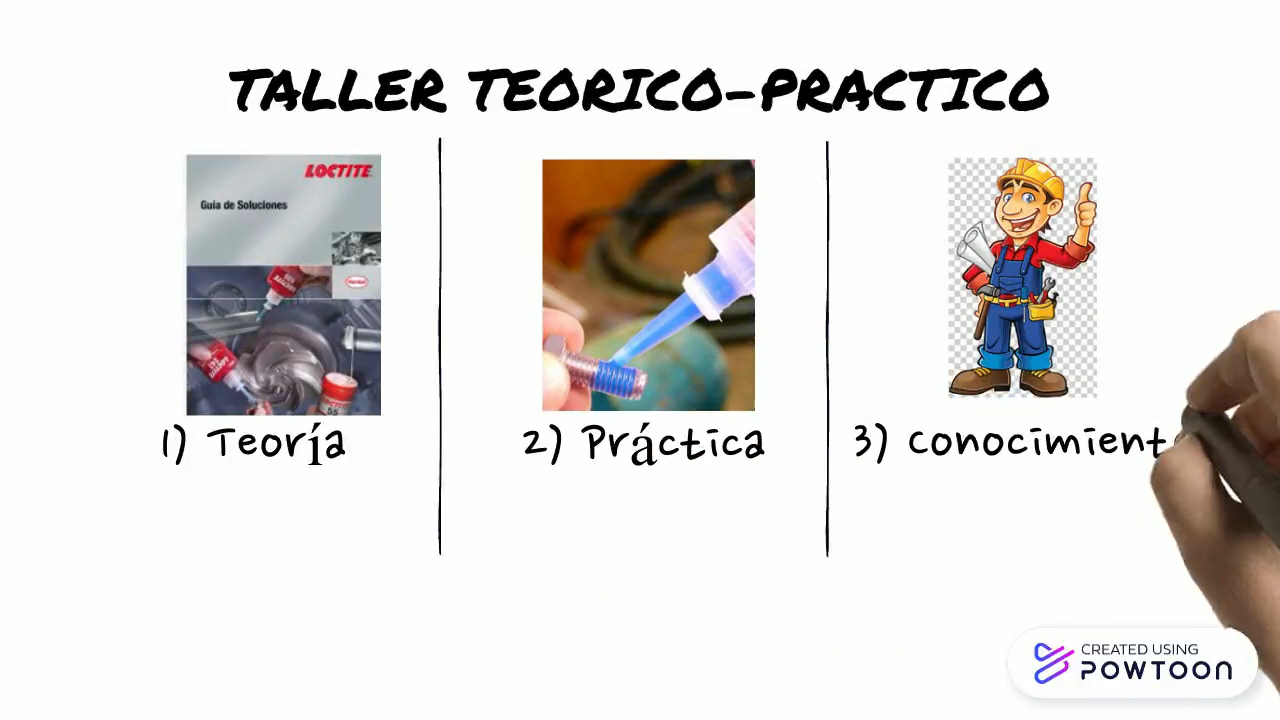 TALLER TEORICO-PRACTICO
LOCTITE
Guia de Soluciones
1) Teoría
2) Práctica
3) conocimient
CREATED USING
POWTOON